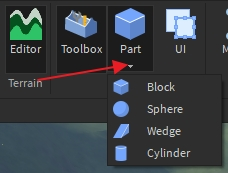 Editor
Toolbox
Part
UI
Terrain
Block
Sphere
Wedge
Cylinder